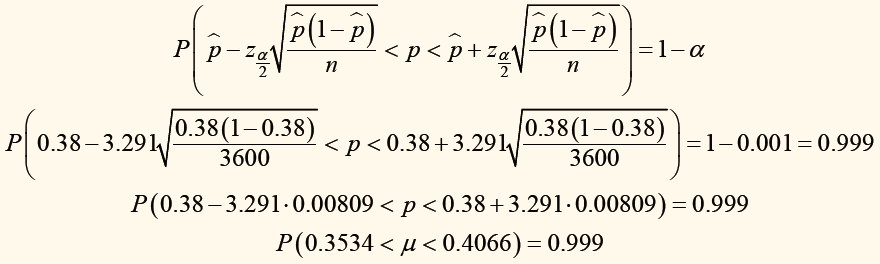 P(p̂ − z_{α/2}√(p̂(1−p̂)/n) < p < p̂ + z_{α/2}√(p̂(1−p̂)/n)) = 1 − α
P(0.38 − 3.291√(0.38(1−0.38)/3600) < p < 0.38 + 3.291√(0.38(1−0.38)/3600)) = 1 − 0.001 = 0.999
P(0.38 − 3.291·0.00809 < p < 0.38 + 3.291·0.00809) = 0.999
P(0.3534 < μ < 0.4066) = 0.999